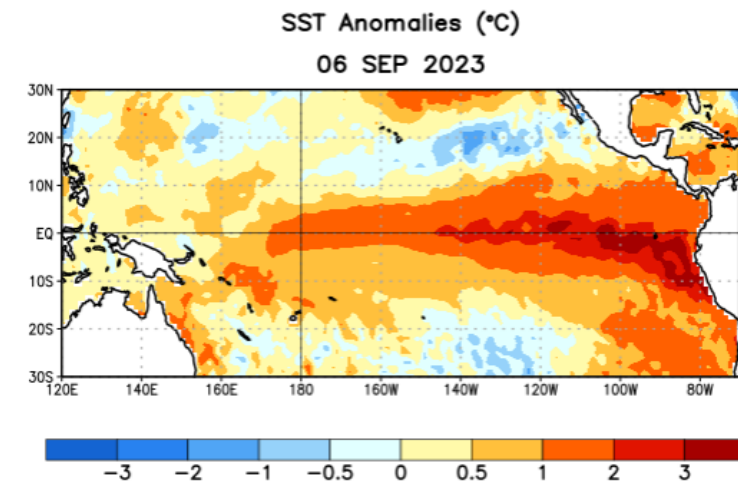 SST Anomalies (°C)
06 SEP 2023
30N
20N
10N
EQ
10S
20S
30S
120E 140E 160E 180 160W 140W 120W 100W 80W
−3 −2 −1 −0.5 0 0.5 1 2 3